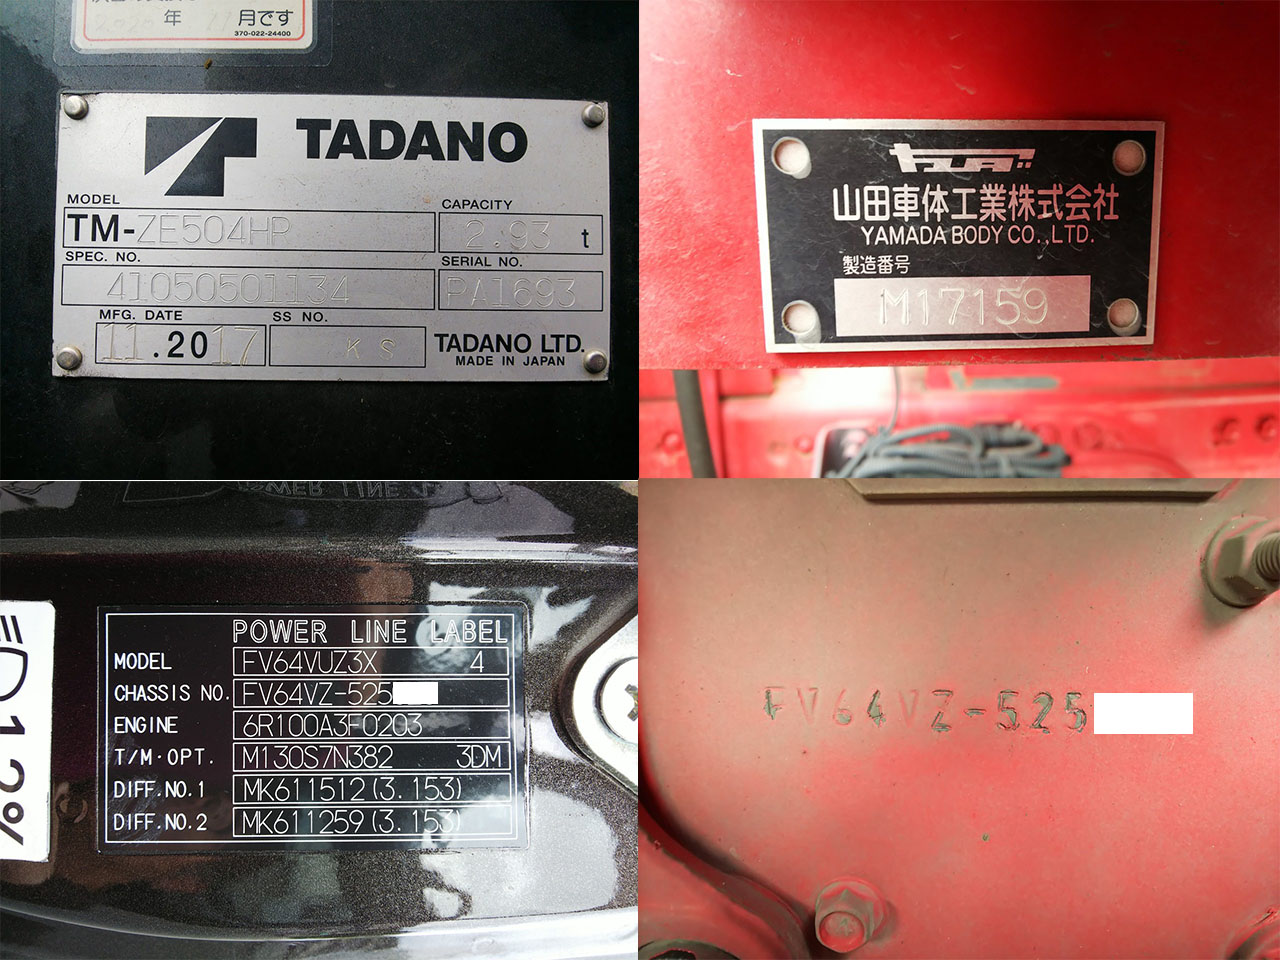 年 月です
370-022-24400
TADANO
MODEL
TM-ZE504HP
CAPACITY
2.93 t
SPEC. NO.
41050501134
SERIAL NO.
PA1693
MFG. DATE
11.2017
SS NO.
KS
TADANO LTD.
MADE IN JAPAN
山田車体工業株式会社
YAMADA BODY CO.,LTD.
製造番号
M17159
POWER LINE LABEL
MODEL FV64VUZ3X 4
CHASSIS NO. FV64VZ-525
ENGINE 6R100A3F0203
T/M·OPT. M130S7N382 3DM
DIFF.NO.1 MK611512(3.153)
DIFF.NO.2 MK611259(3.153)
FV64VZ-525